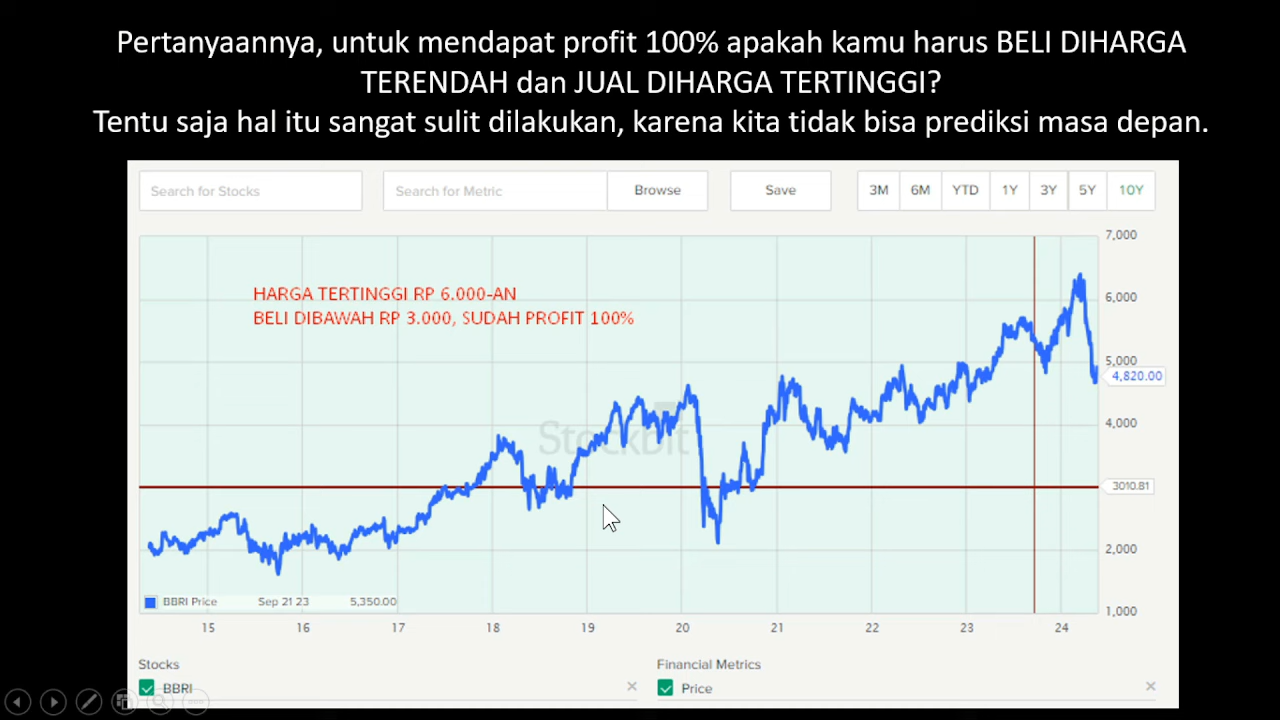 Pertanyaannya, untuk mendapat profit 100% apakah kamu harus BELI DIHARGA
TERENDAH dan JUAL DIHARGA TERTINGGI?
Tentu saja hal itu sangat sulit dilakukan, karena kita tidak bisa prediksi masa depan.
Search for Stocks
Search for Metric
Browse
Save
3M 6M YTD 1Y 3Y 5Y 10Y
7,000
HARGA TERTINGGI RP 6.000-AN
6,000
BELI DIBAWAH RP 3.000, SUDAH PROFIT 100%
5,000
4,820.00
4,000
Stockbit
3010.81
2,000
BBRI Price Sep 21 23 5,350.00
1,000
15 16 17 18 19 20 21 22 23 24
Stocks
Financial Metrics
BBRI
Price